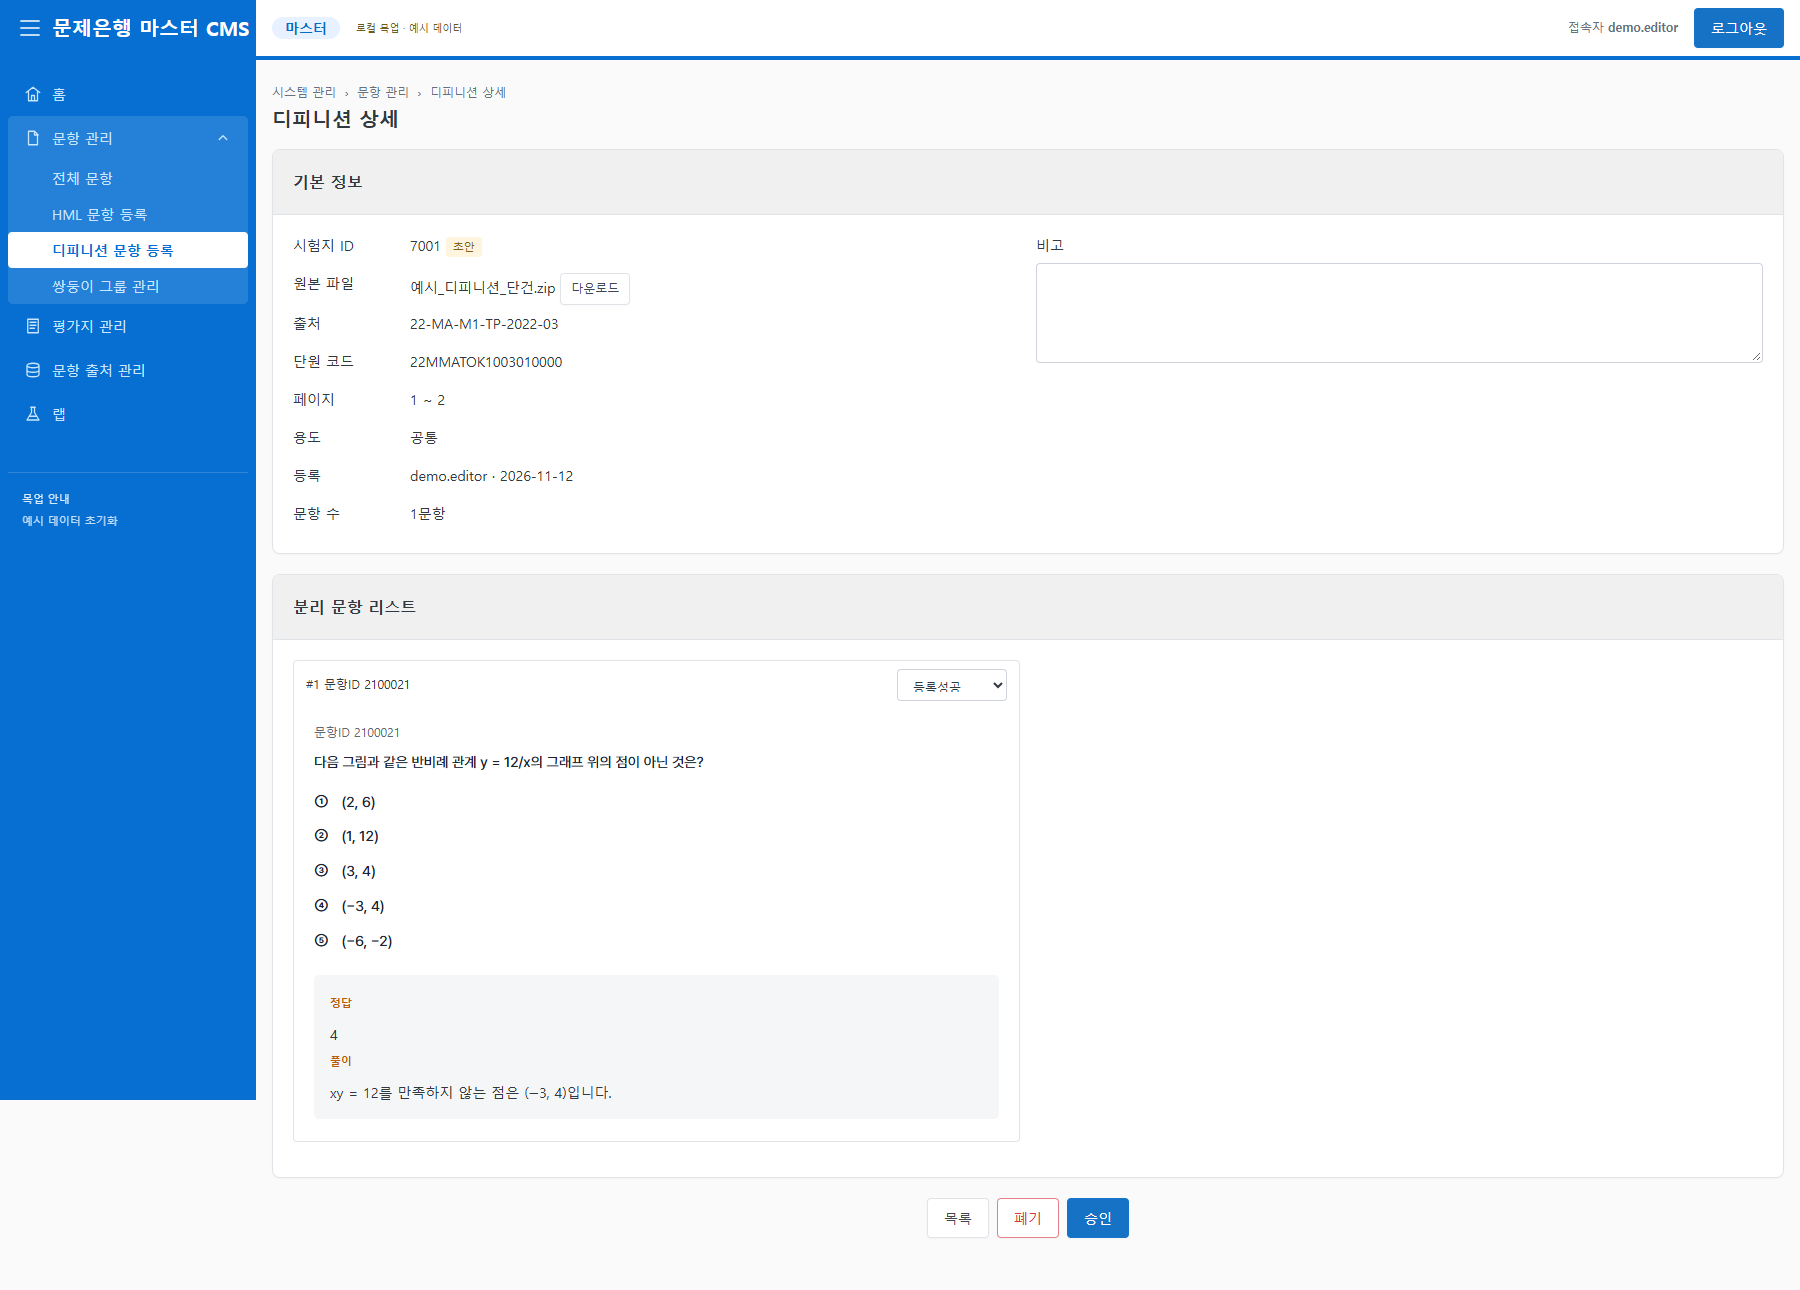 문제은행 마스터 CMS
마스터
로컬 목업 · 예시 데이터
접속자 demo.editor
로그아웃
홈
문항 관리
전체 문항
HML 문항 등록
디피니션 문항 등록
쌍둥이 그룹 관리
평가지 관리
문항 출처 관리
랩
목업 안내
예시 데이터 초기화
시스템 관리 › 문항 관리 › 디피니션 상세
디피니션 상세
기본 정보
시험지 ID 7001 초안
원본 파일 예시_디피니션_단건.zip 다운로드
출처 22-MA-M1-TP-2022-03
단원 코드 22MMATOK1003010000
페이지 1 ~ 2
용도 공통
등록 demo.editor · 2026-11-12
문항 수 1문항
비고
분리 문항 리스트
#1 문항ID 2100021
등록성공
문항ID 2100021
다음 그림과 같은 반비례 관계 y = 12/x의 그래프 위의 점이 아닌 것은?
① (2, 6)
② (1, 12)
③ (3, 4)
④ (−3, 4)
⑤ (−6, −2)
정답
4
풀이
xy = 12를 만족하지 않는 점은 (−3, 4)입니다.
목록
폐기
승인